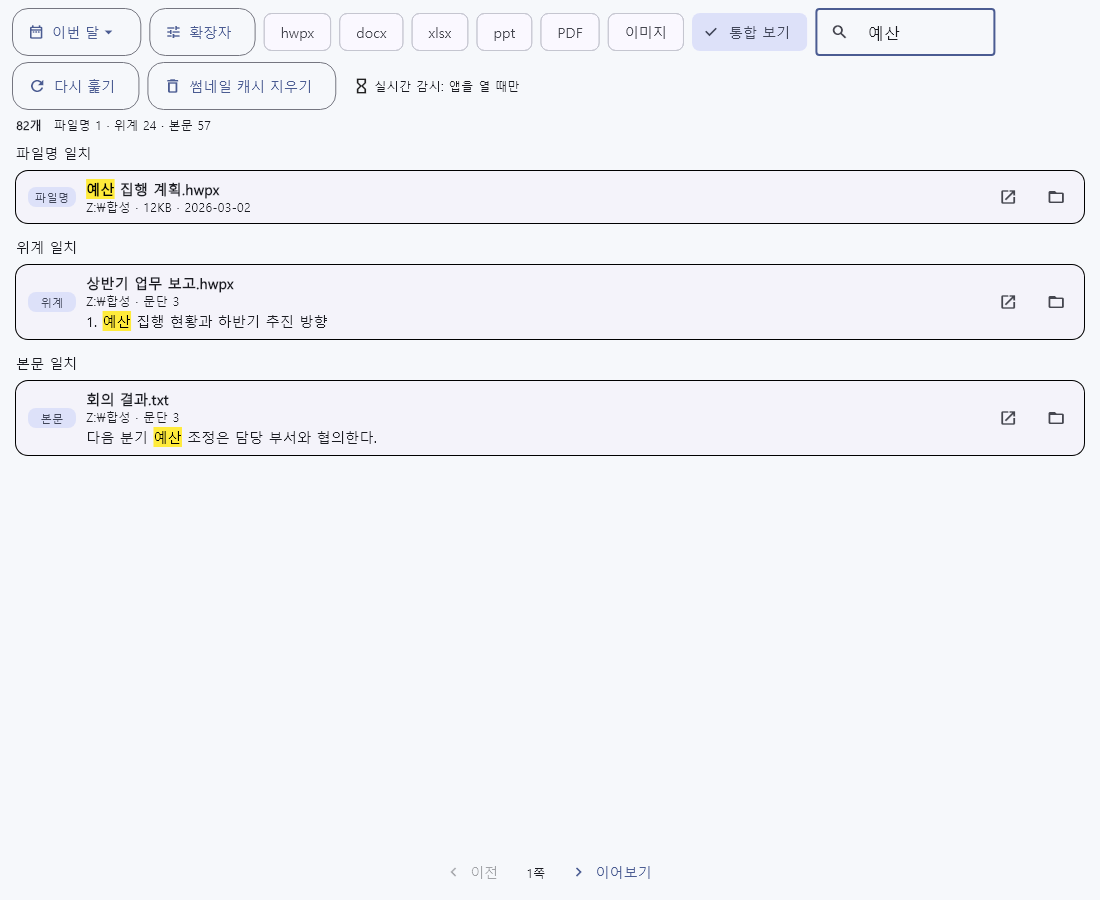 이번 달
확장자
hwpx
docx
xlsx
ppt
PDF
이미지
통합 보기
예산
다시 훑기
썸네일 캐시 지우기
실시간 감시: 앱을 열 때만
82개 파일명 1 · 위계 24 · 본문 57
파일명 일치
파일명
예산 집행 계획.hwpx
Z:₩합성 · 12KB · 2026-03-02
위계 일치
위계
상반기 업무 보고.hwpx
Z:₩합성 · 문단 3
1. 예산 집행 현황과 하반기 추진 방향
본문 일치
본문
회의 결과.txt
Z:₩합성 · 문단 3
다음 분기 예산 조정은 담당 부서와 협의한다.
이전
1쪽
이어보기